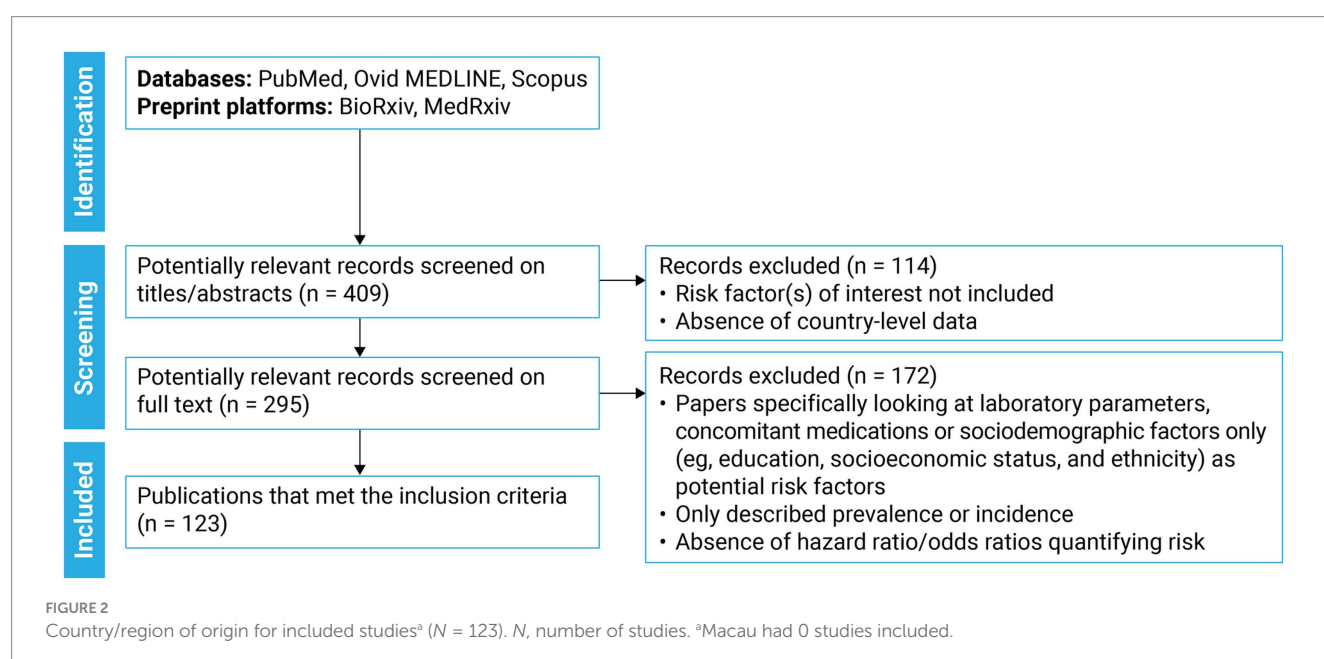 Identification
Databases: PubMed, Ovid MEDLINE, Scopus
Preprint platforms: BioRxiv, MedRxiv
Screening
Potentially relevant records screened on
titles/abstracts (n = 409)
Records excluded (n = 114)
• Risk factor(s) of interest not included
• Absence of country-level data
Potentially relevant records screened on
full text (n = 295)
Records excluded (n = 172)
• Papers specifically looking at laboratory parameters,
concomitant medications or sociodemographic factors only
(eg, education, socioeconomic status, and ethnicity) as
potential risk factors
• Only described prevalence or incidence
• Absence of hazard ratio/odds ratios quantifying risk
Included
Publications that met the inclusion criteria
(n = 123)
FIGURE 2
Country/region of origin for included studiesᵃ (N = 123). N, number of studies. ᵃMacau had 0 studies included.